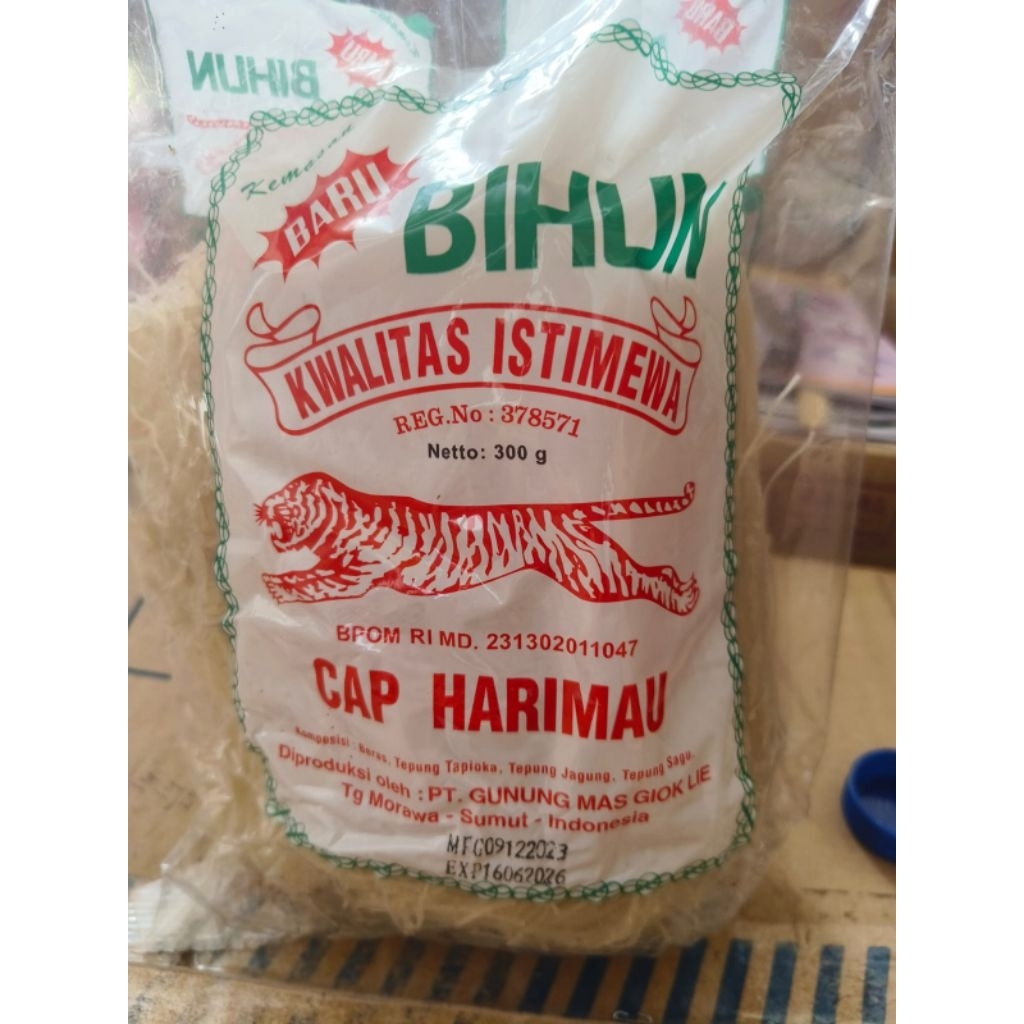 BIHUN
BARU
BARU
Kemasan
BARU
BIHUN
KWALITAS ISTIMEWA
REG.No : 378571
Netto: 300 g
BPOM RI MD. 231302011047
CAP HARIMAU
Komposisi : Beras, Tepung Tapioka, Tepung Jagung, Tepung Sagu.
Diproduksi oleh : PT. GUNUNG MAS GIOK LIE
Tg Morawa - Sumut - Indonesia
MFG09122023
EXP16062026